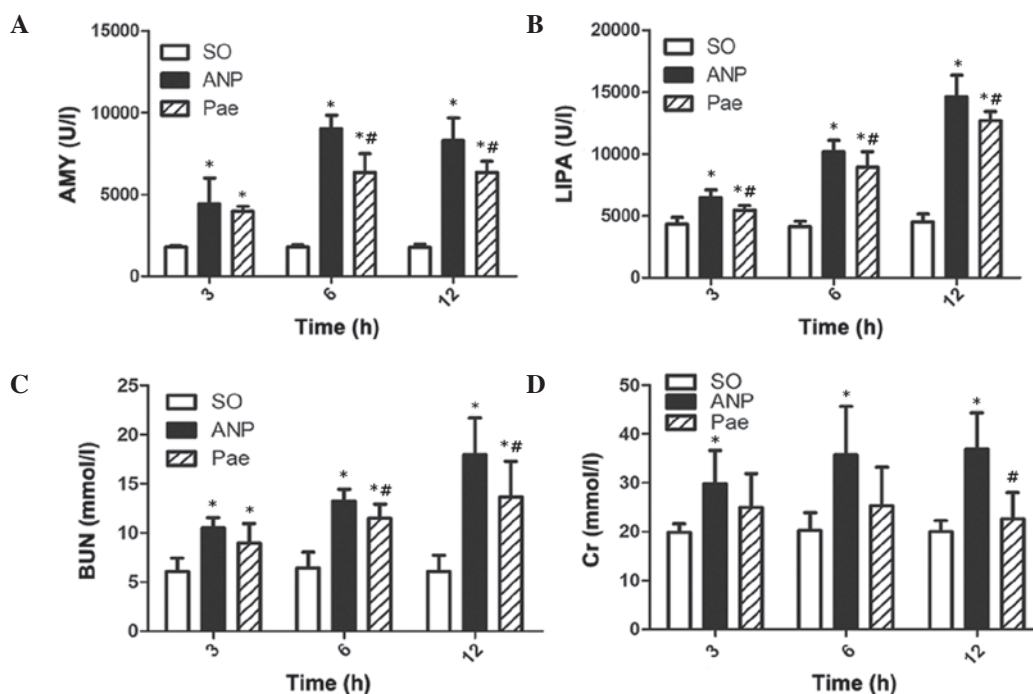 A
15000
10000
5000
0
AMY (U/l)
SO
ANP
Pae
*
*
*
*#
*
*#
3
6
12
Time (h)
B
20000
15000
10000
5000
0
LIPA (U/l)
SO
ANP
Pae
*
*#
*
*#
*
*#
3
6
12
Time (h)
C
25
20
15
10
5
0
BUN (mmol/l)
SO
ANP
Pae
*
*
*
*#
*
*#
3
6
12
Time (h)
D
50
40
30
20
10
0
Cr (mmol/l)
SO
ANP
Pae
*
*
*
#
3
6
12
Time (h)